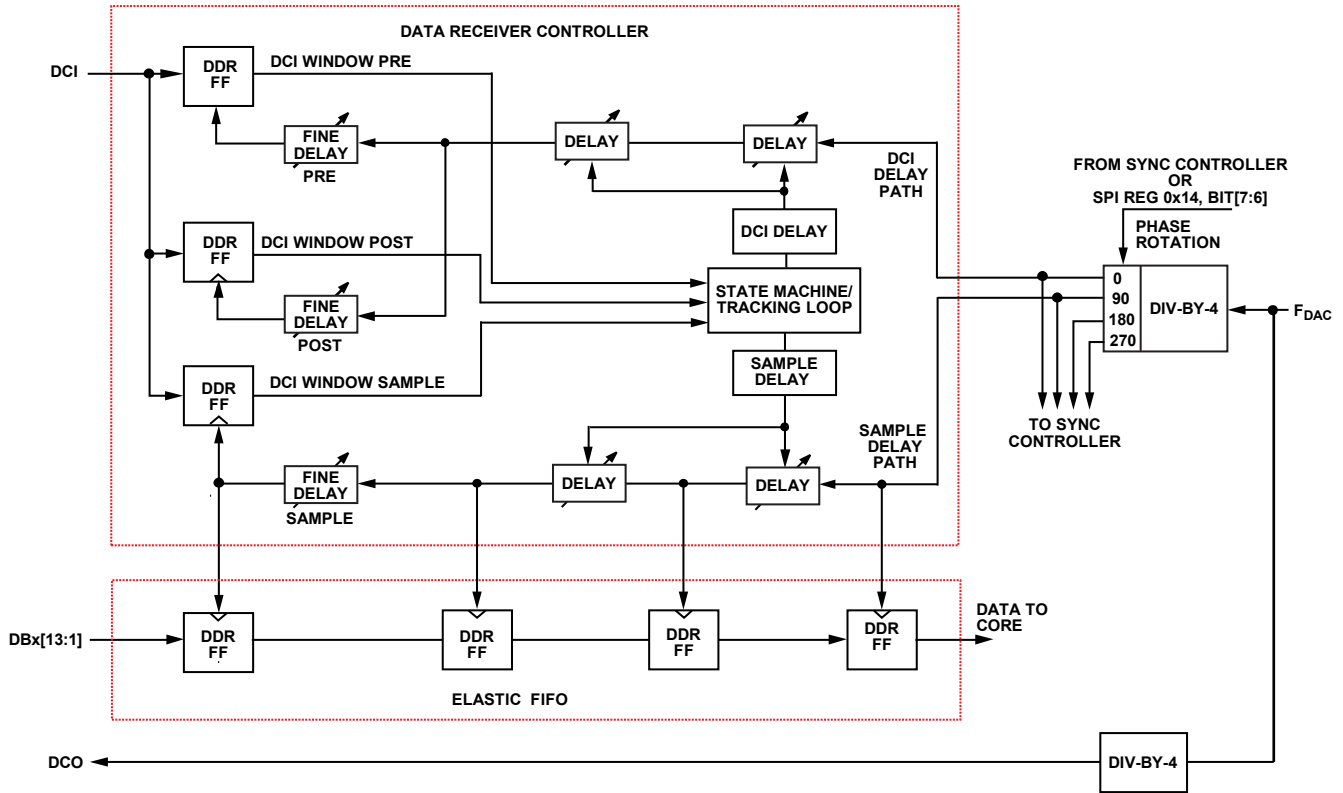 DATA RECEIVER CONTROLLER
DCI
DDR
FF
DCI WINDOW PRE
FINE
DELAY
PRE
DELAY
DELAY
DCI
DELAY
PATH
FROM SYNC CONTROLLER
OR
SPI REG 0x14, BIT[7:6]
PHASE
ROTATION
DDR
FF
DCI WINDOW POST
FINE
DELAY
POST
DCI DELAY
STATE MACHINE/
TRACKING LOOP
SAMPLE
DELAY
0
90
180
270
DIV-BY-4
FDAC
TO SYNC
CONTROLLER
DDR
FF
DCI WINDOW SAMPLE
FINE
DELAY
SAMPLE
DELAY
DELAY
SAMPLE
DELAY
PATH
DBx[13:1]
DDR
FF
DDR
FF
DDR
FF
DDR
FF
DATA TO
CORE
ELASTIC FIFO
DCO
DIV-BY-4